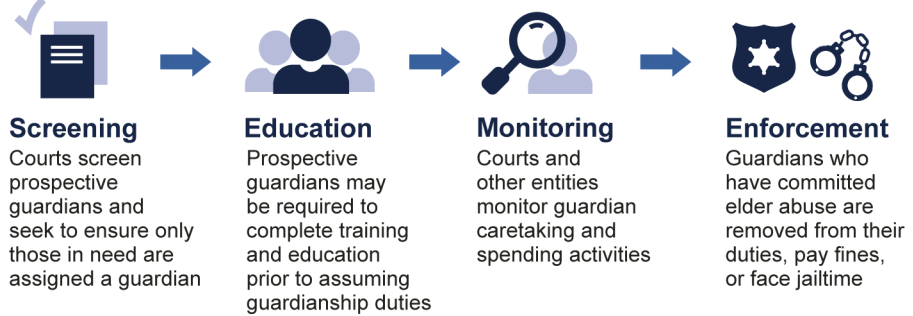 Screening
Courts screen
prospective
guardians and
seek to ensure only
those in need are
assigned a guardian
Education
Prospective
guardians may
be required to
complete training
and education
prior to assuming
guardianship duties
Monitoring
Courts and
other entities
monitor guardian
caretaking and
spending activities
Enforcement
Guardians who
have committed
elder abuse are
removed from their
duties, pay fines,
or face jailtime